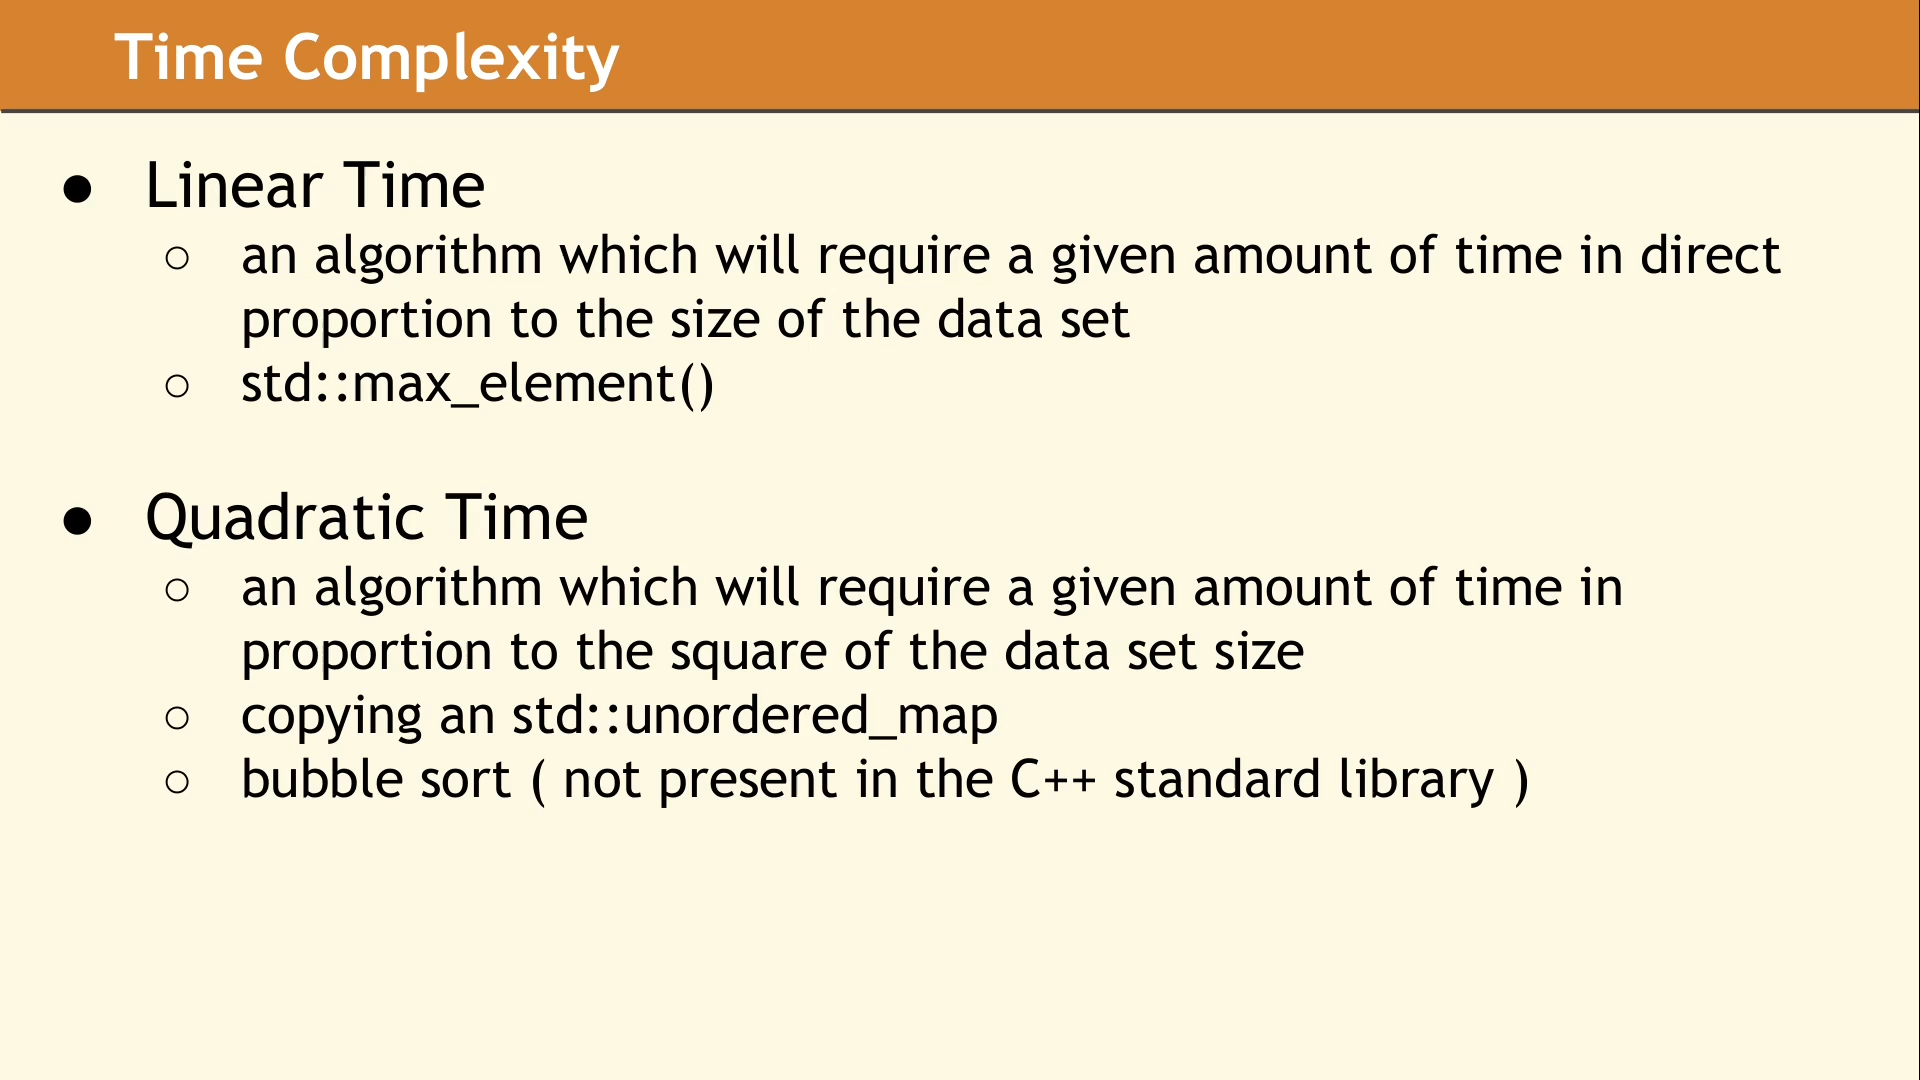 Time Complexity
● Linear Time
○ an algorithm which will require a given amount of time in direct
proportion to the size of the data set
○ std::max_element()
● Quadratic Time
○ an algorithm which will require a given amount of time in
proportion to the square of the data set size
○ copying an std::unordered_map
○ bubble sort ( not present in the C++ standard library )